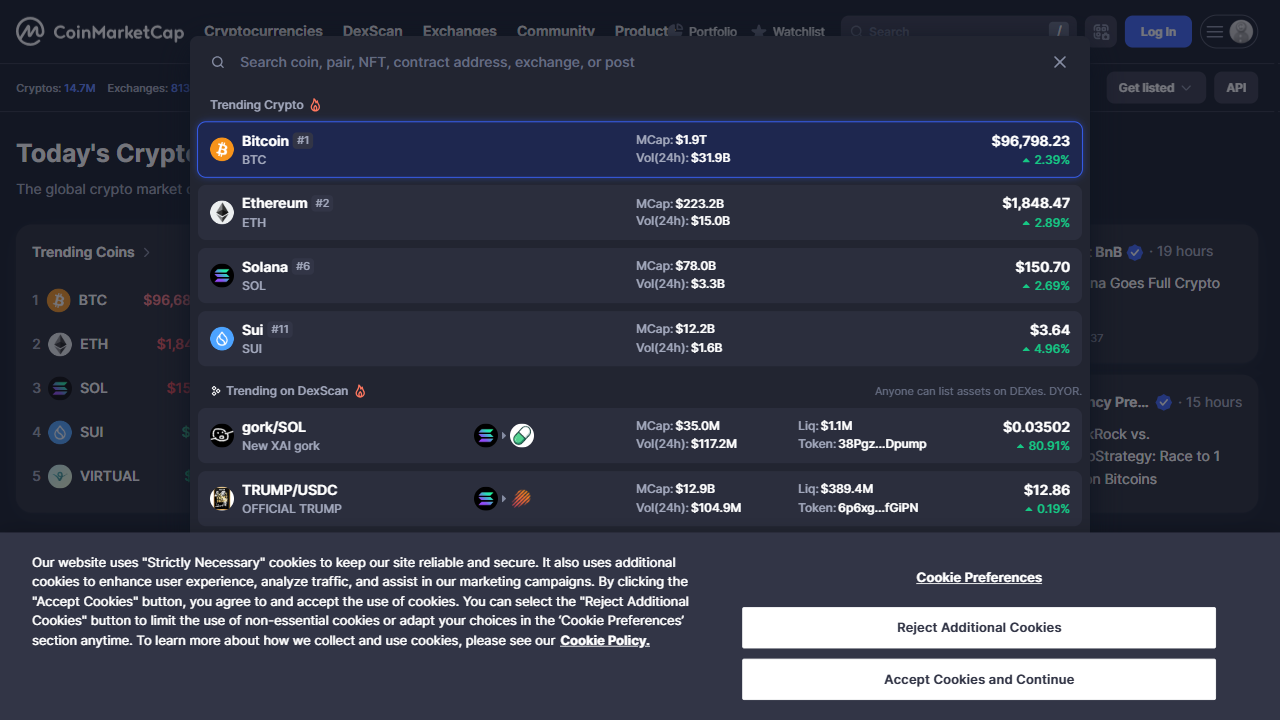 CoinMarketCap
Cryptocurrencies DexScan Exchanges Community Product Portfolio Watchlist Search / Log In
Cryptos: 14.7M Exchanges: 813 Get listed API
Search coin, pair, NFT, contract address, exchange, or post
Trending Crypto
Bitcoin #1 MCap: $1.9T $96,798.23
BTC Vol(24h): $31.9B 2.39%
Ethereum #2 MCap: $223.2B $1,848.47
ETH Vol(24h): $15.0B 2.89%
Solana #6 MCap: $78.0B $150.70
SOL Vol(24h): $3.3B 2.69%
Sui #11 MCap: $12.2B $3.64
SUI Vol(24h): $1.6B 4.96%
Trending on DexScan Anyone can list assets on DEXes. DYOR.
gork/SOL MCap: $35.0M Liq: $1.1M $0.03502
New XAI gork Vol(24h): $117.2M Token: 38Pgz...Dpump 80.91%
TRUMP/USDC MCap: $12.9B Liq: $389.4M $12.86
OFFICIAL TRUMP Vol(24h): $104.9M Token: 6p6xg...fGiPN 0.19%
Today's Crypto
The global crypto market
Trending Coins
1 BTC $96,68
2 ETH $1,84
3 SOL $15
4 SUI $
5 VIRTUAL $
BnB · 19 hours
na Goes Full Crypto
37
ncy Pre... · 15 hours
kRock vs.
oStrategy: Race to 1
on Bitcoins
Our website uses "Strictly Necessary" cookies to keep our site reliable and secure. It also uses additional
cookies to enhance user experience, analyze traffic, and assist in our marketing campaigns. By clicking the
"Accept Cookies" button, you agree to and accept the use of cookies. You can select the "Reject Additional
Cookies" button to limit the use of non-essential cookies or adapt your choices in the ‘Cookie Preferences’
section anytime. To learn more about how we collect and use cookies, please see our Cookie Policy.
Cookie Preferences
Reject Additional Cookies
Accept Cookies and Continue